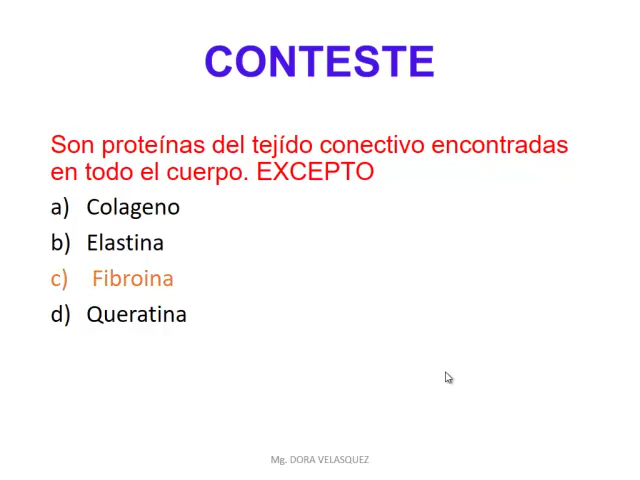 CONTESTE
Son proteínas del tejído conectivo encontradas
en todo el cuerpo. EXCEPTO
a) Colageno
b) Elastina
c) Fibroina
d) Queratina
Mg. DORA VELASQUEZ